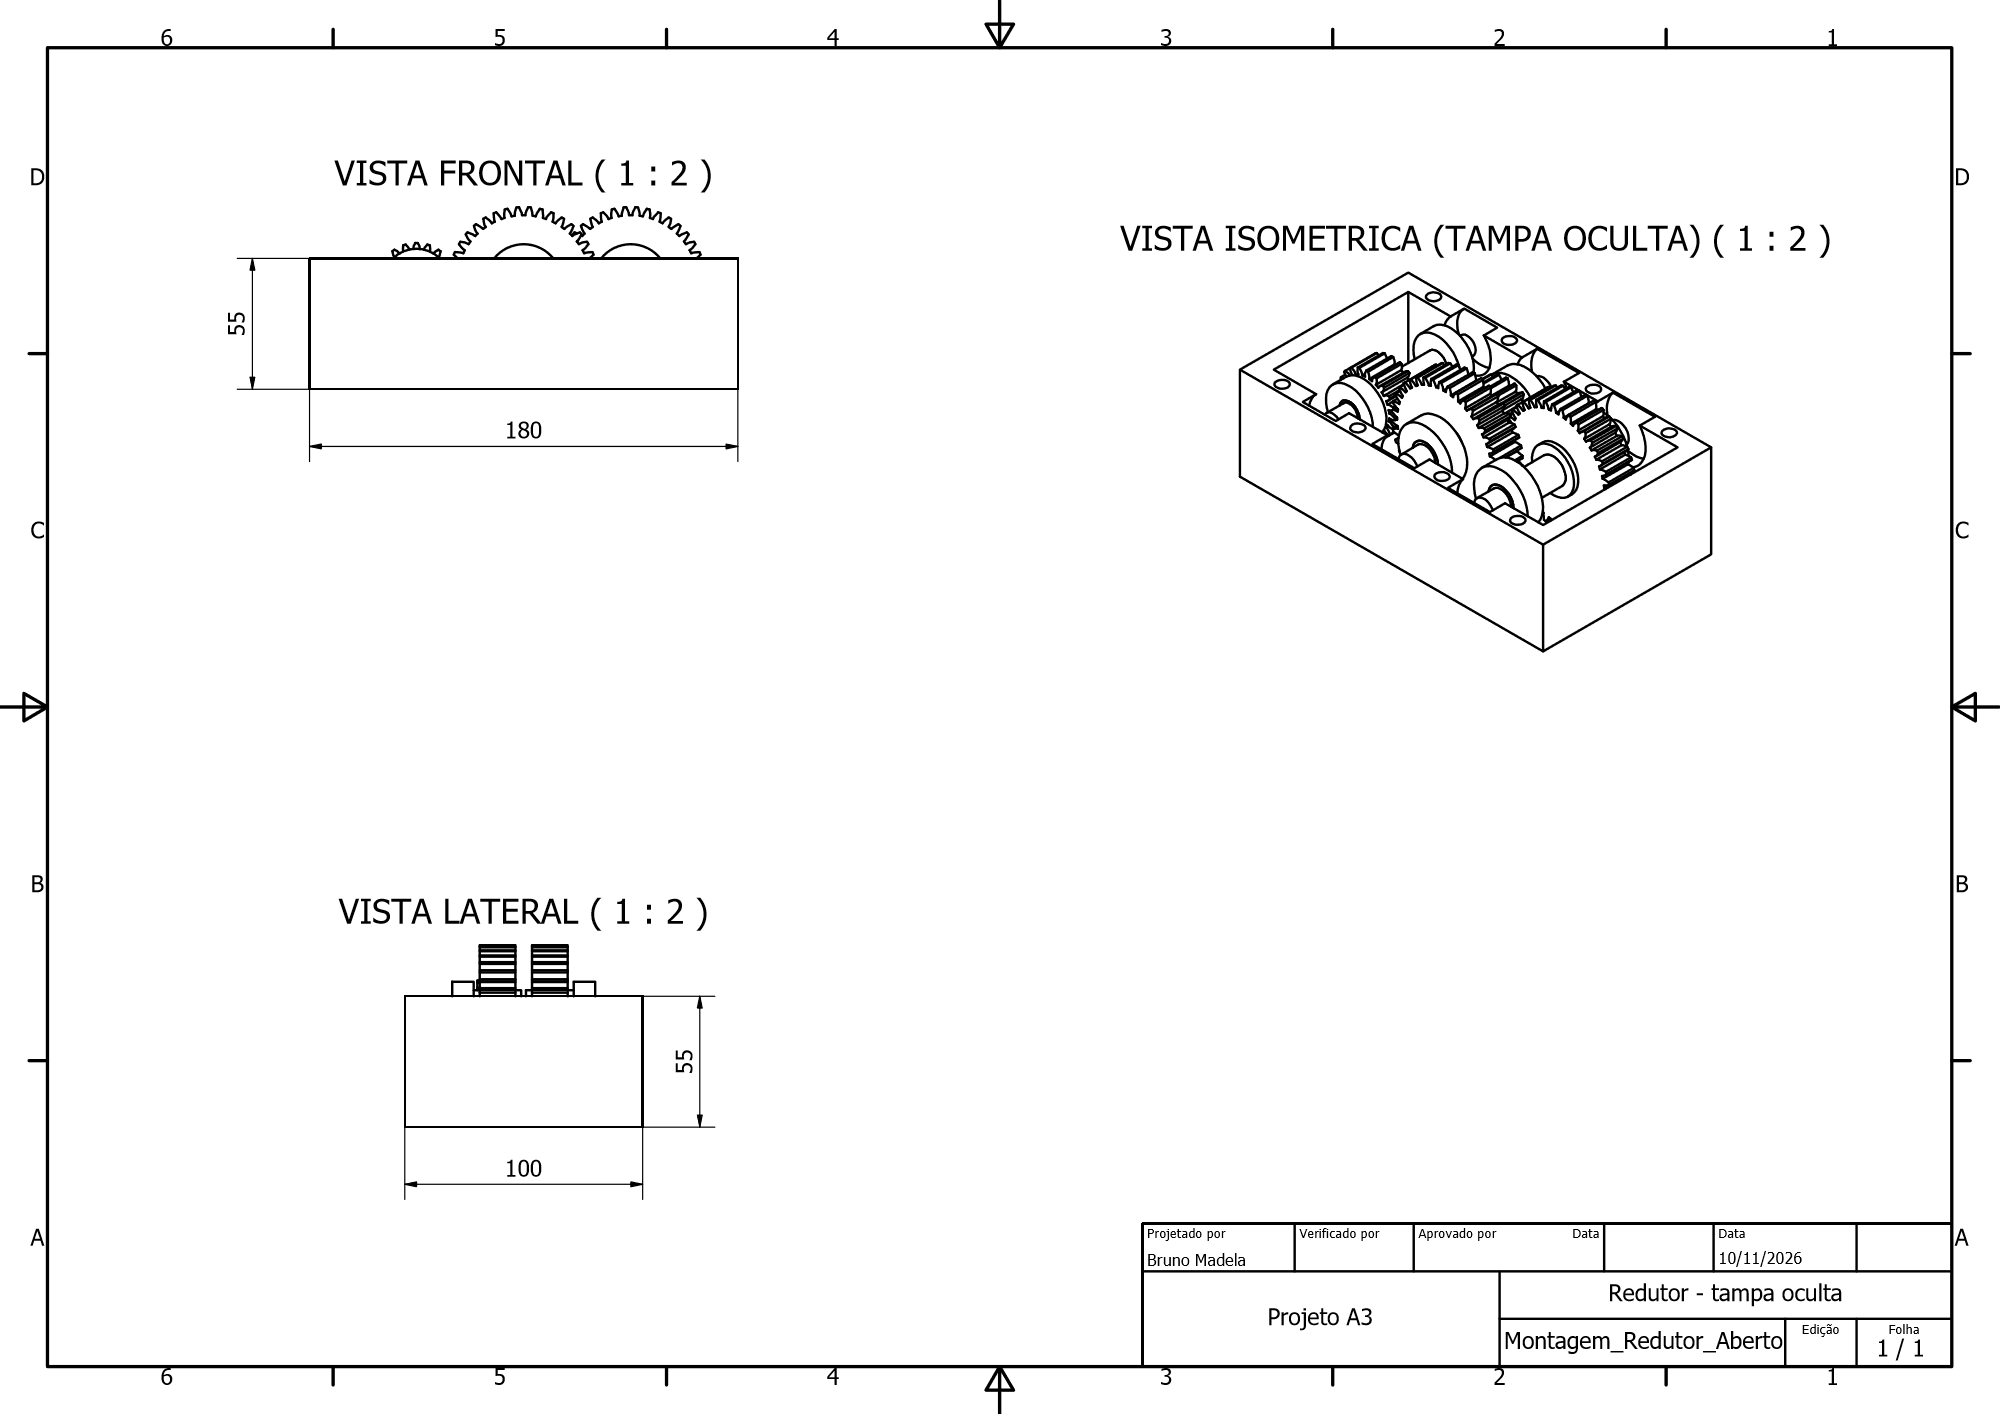 6 5 4 3 2 1
D D
VISTA FRONTAL ( 1 : 2 )
VISTA ISOMETRICA (TAMPA OCULTA) ( 1 : 2 )
55
180
C C
B B
VISTA LATERAL ( 1 : 2 )
55
100
A A
Projetado por Verificado por Aprovado por Data Data
Bruno Madela 10/11/2026
Redutor - tampa oculta
Projeto A3
Edição Folha
Montagem_Redutor_Aberto 1 / 1
6 5 4 3 2 1